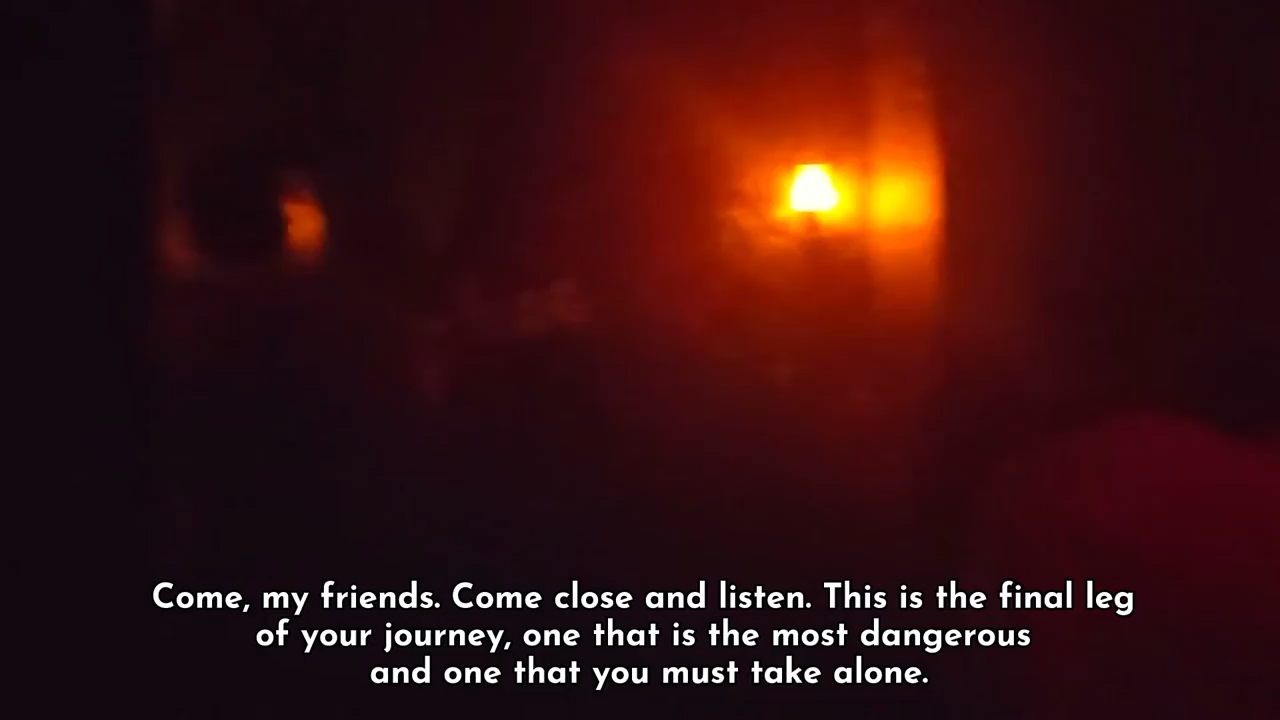 Come, my friends. Come close and listen. This is the final leg
of your journey, one that is the most dangerous
and one that you must take alone.